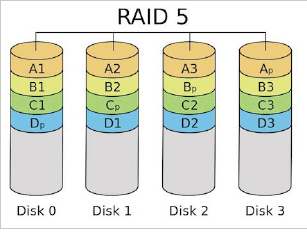 RAID 5
A1 A2 A3 Ap
B1 B2 Bp B3
C1 Cp C2 C3
Dp D1 D2 D3
Disk 0 Disk 1 Disk 2 Disk 3